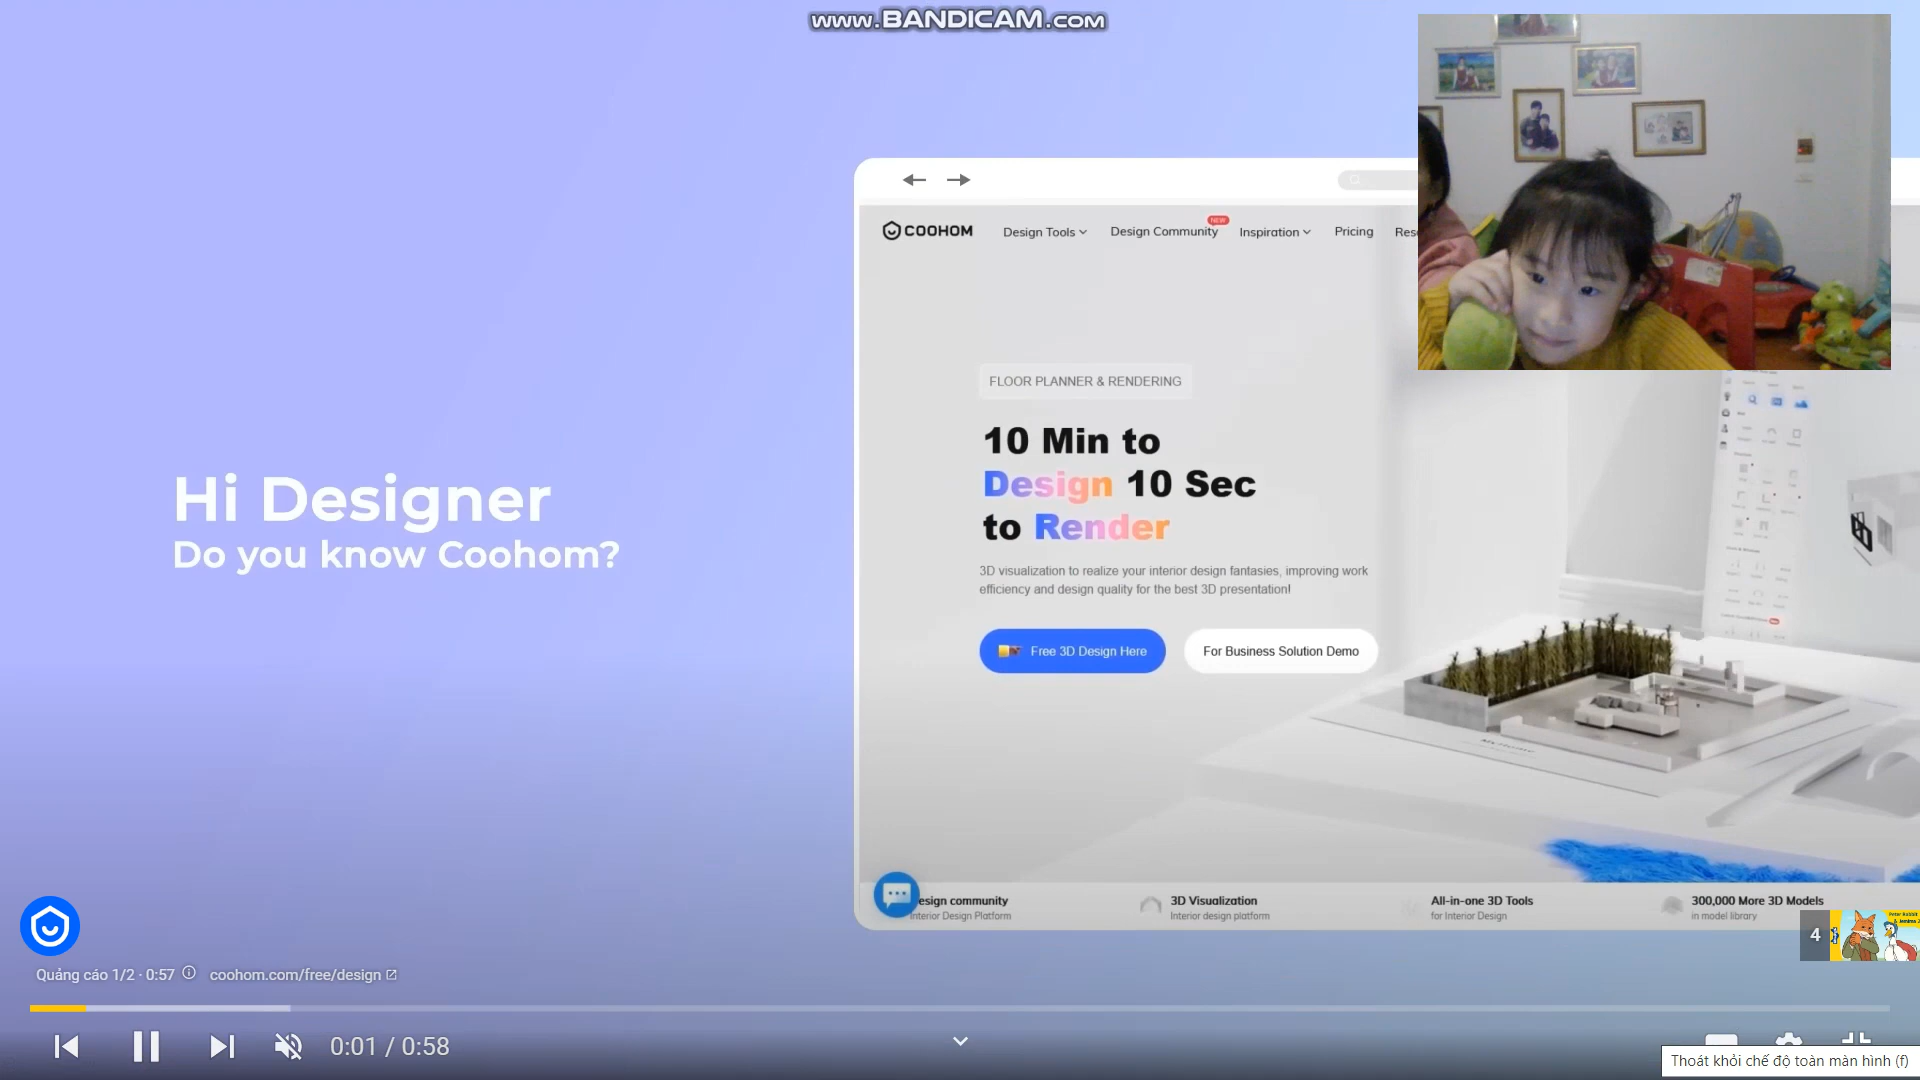 www.BANDICAM.com
COOHOM
Design Tools
Design Community
NEW
Inspiration
Pricing
FLOOR PLANNER & RENDERING
10 Min to
Design 10 Sec
to Render
3D visualization to realize your interior design fantasies, improving work
efficiency and design quality for the best 3D presentation!
Free 3D Design Here
For Business Solution Demo
Hi Designer
Do you know Coohom?
esign community
Interior Design Platform
3D Visualization
Interior design platform
All-in-one 3D Tools
for Interior Design
300,000 More 3D Models
in model library
4
Peter Rabbit
Quảng cáo 1/2 · 0:57
coohom.com/free/design
0:01 / 0:58
Thoát khỏi chế độ toàn màn hình (f)